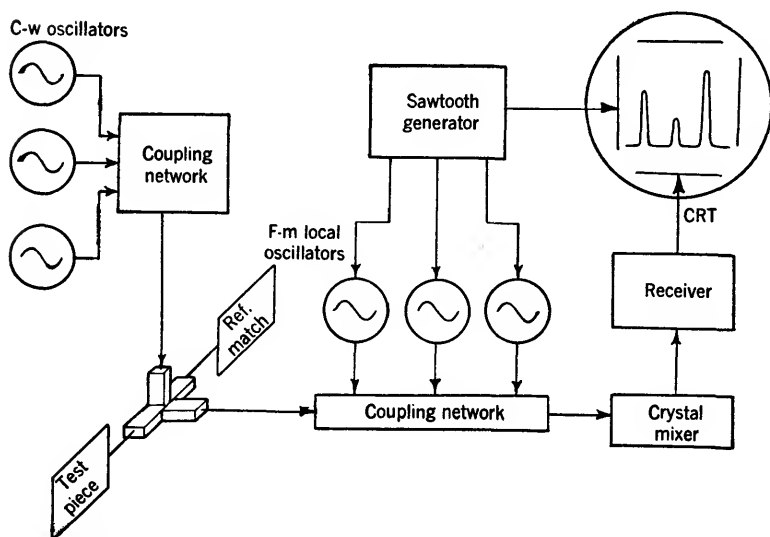 C-w oscillators
Coupling
network
Sawtooth
generator
CRT
F-m local
oscillators
Receiver
Ref.
match
Coupling network
Crystal
mixer
Test
piece